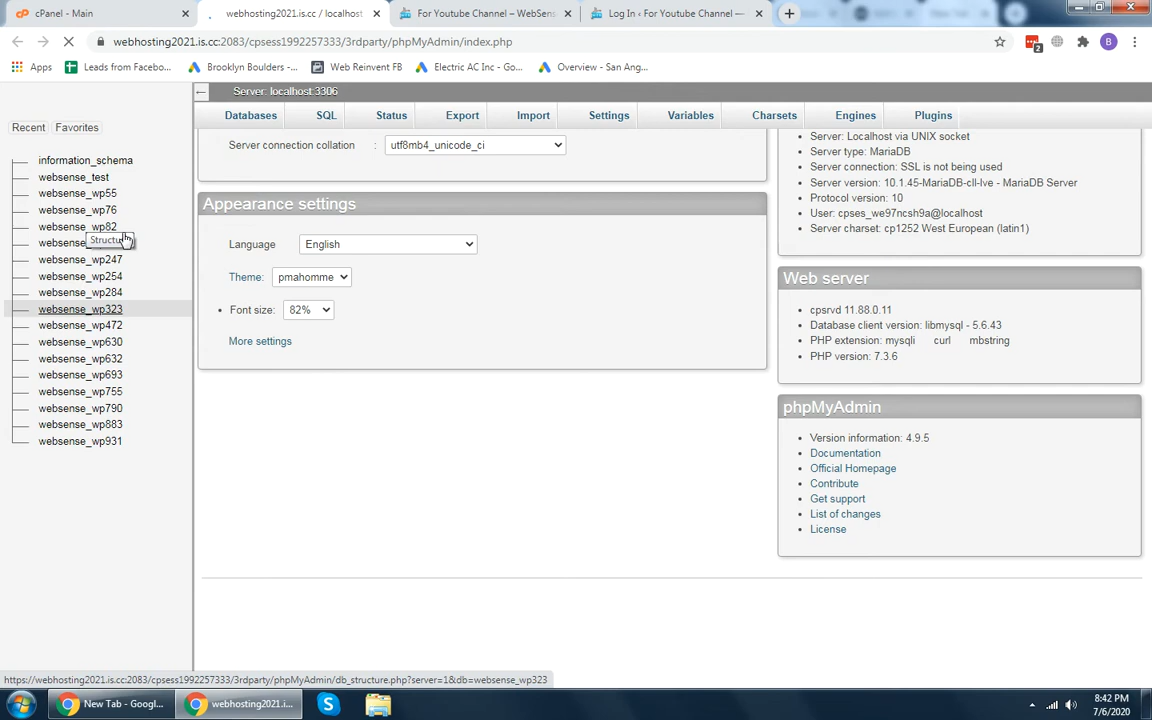 cPanel - Main
webhosting2021.is.cc / localhost
For Youtube Channel – WebSens
Log In ‹ For Youtube Channel —
webhosting2021.is.cc:2083/cpsess1992257333/3rdparty/phpMyAdmin/index.php
2
B
Apps
Leads from Facebo...
Brooklyn Boulders -...
Web Reinvent FB
Electric AC Inc - Go...
Overview - San Ang...
Server: localhost:3306
Databases
SQL
Status
Export
Import
Settings
Variables
Charsets
Engines
Plugins
Recent
Favorites
information_schema
websense_test
websense_wp55
websense_wp76
websense_wp82
Structu
websense_wp247
websense_wp254
websense_wp284
websense_wp323
websense_wp472
websense_wp630
websense_wp632
websense_wp693
websense_wp755
websense_wp790
websense_wp883
websense_wp931
Server connection collation :
utf8mb4_unicode_ci
Appearance settings
Language
English
Theme:
pmahomme
Font size:
82%
More settings
Server: Localhost via UNIX socket
Server type: MariaDB
Server connection: SSL is not being used
Server version: 10.1.45-MariaDB-cll-lve - MariaDB Server
Protocol version: 10
User: cpses_we97ncsh9a@localhost
Server charset: cp1252 West European (latin1)
Web server
cpsrvd 11.88.0.11
Database client version: libmysql - 5.6.43
PHP extension: mysqli curl mbstring
PHP version: 7.3.6
phpMyAdmin
Version information: 4.9.5
Documentation
Official Homepage
Contribute
Get support
List of changes
License
https://webhosting2021.is.cc:2083/cpsess1992257333/3rdparty/phpMyAdmin/db_structure.php?server=1&db=websense_wp323
New Tab - Googl...
webhosting2021.i...
8:42 PM
7/6/2020